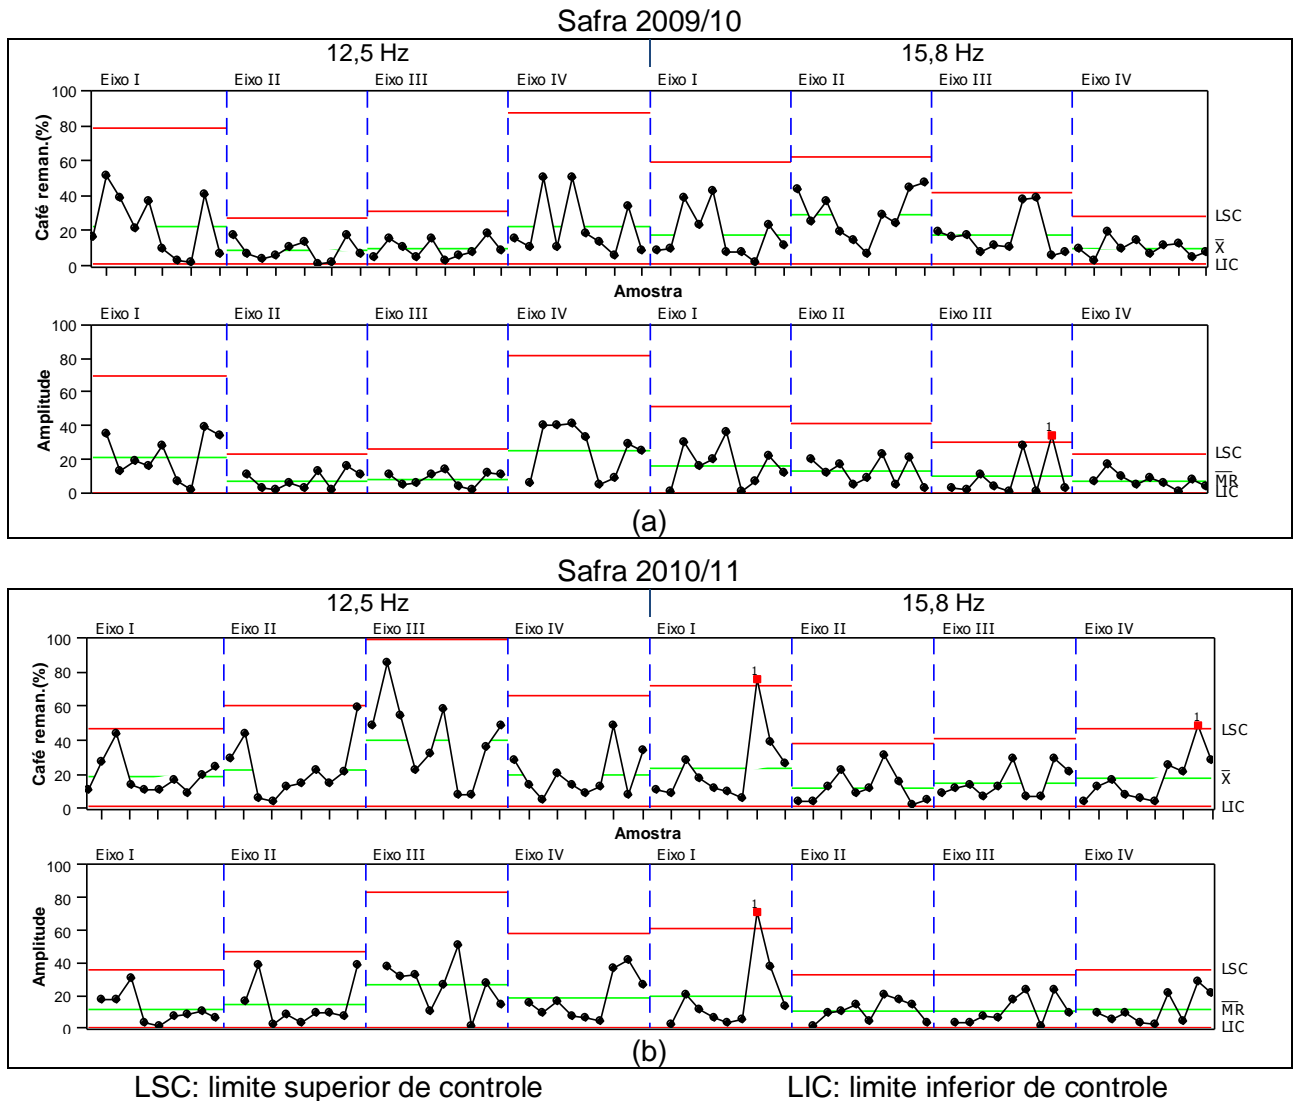 Safra 2009/10
12,5 Hz 15,8 Hz
Eixo I Eixo II Eixo III Eixo IV Eixo I Eixo II Eixo III Eixo IV
Café reman.(%)
100
80
60
40
20
0
LSC
X̅
LIC
Amostra
Eixo I Eixo II Eixo III Eixo IV Eixo I Eixo II Eixo III Eixo IV
Amplitude
100
80
60
40
20
0
1
LSC
M̅R̅
LIC
(a)
Safra 2010/11
12,5 Hz 15,8 Hz
Eixo I Eixo II Eixo III Eixo IV Eixo I Eixo II Eixo III Eixo IV
Café reman.(%)
100
80
60
40
20
0
1
1
LSC
X̅
LIC
Amostra
Eixo I Eixo II Eixo III Eixo IV Eixo I Eixo II Eixo III Eixo IV
Amplitude
100
80
60
40
20
0
1
LSC
M̅R̅
LIC
(b)
LSC: limite superior de controle LIC: limite inferior de controle